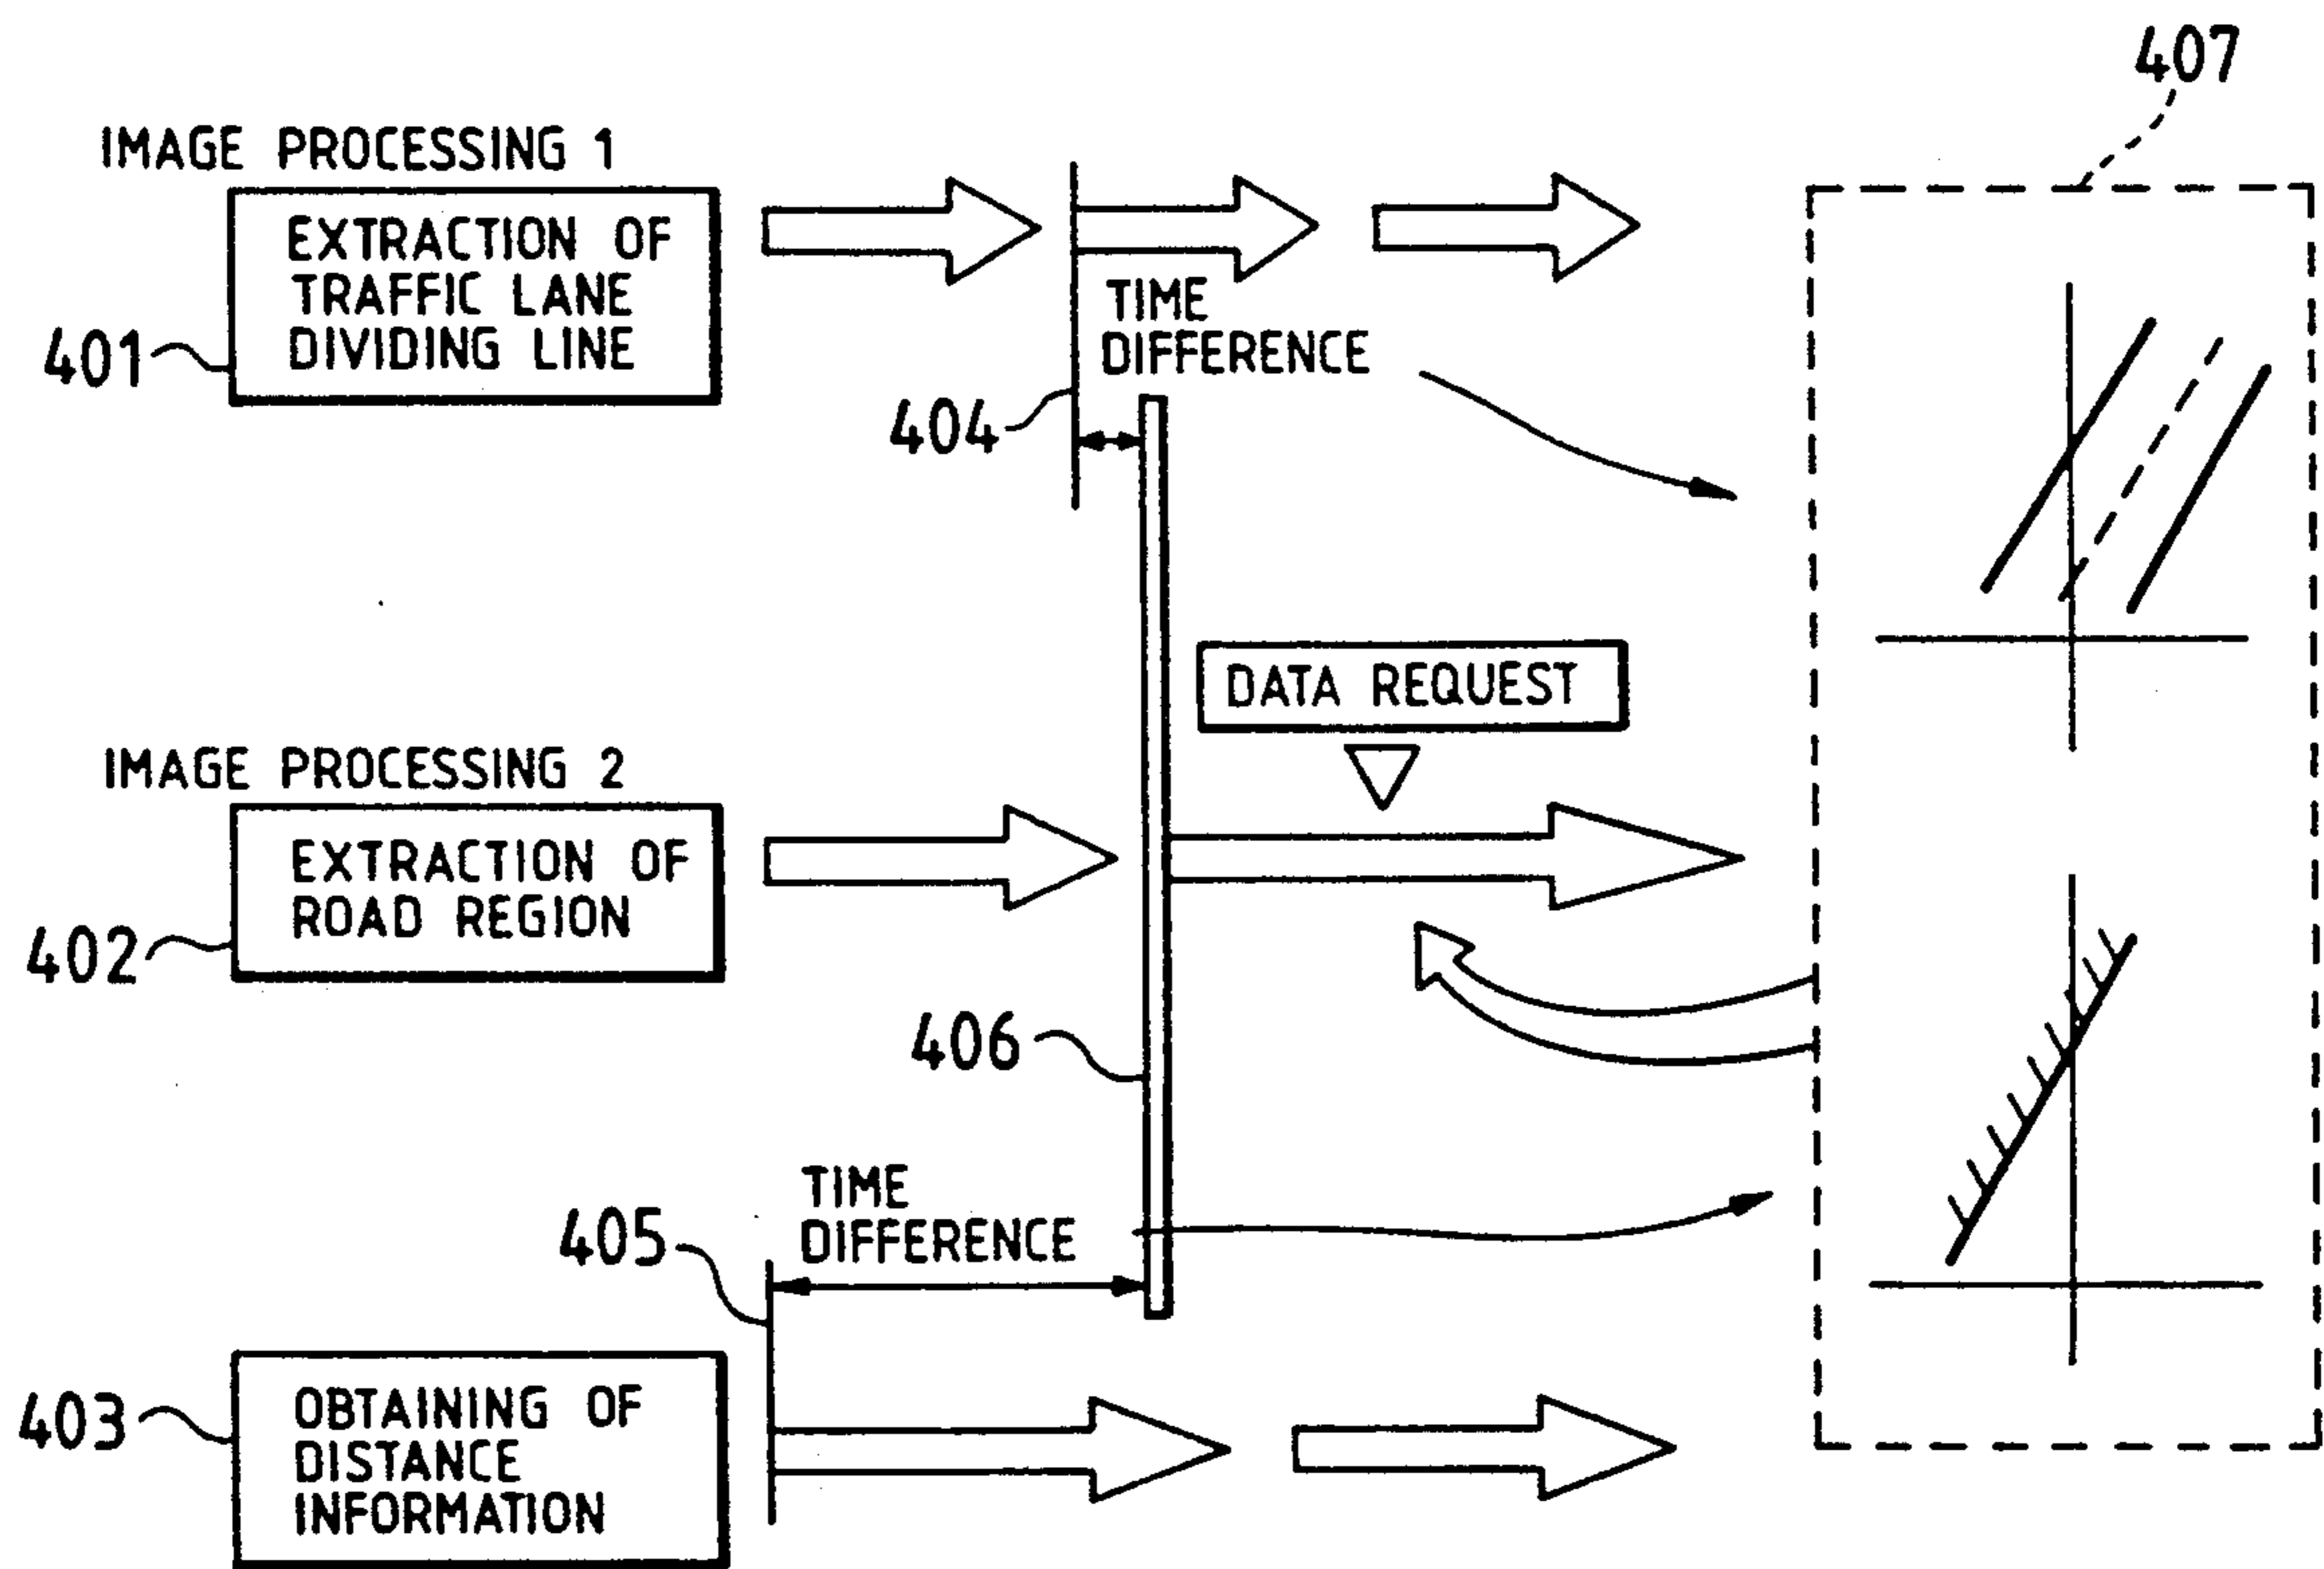 407
IMAGE PROCESSING 1
EXTRACTION OF
TRAFFIC LANE
DIVIDING LINE
401
TIME
DIFFERENCE
404
DATA REQUEST
IMAGE PROCESSING 2
EXTRACTION OF
ROAD REGION
402
406
TIME
DIFFERENCE
405
403
OBTAINING OF
DISTANCE
INFORMATION